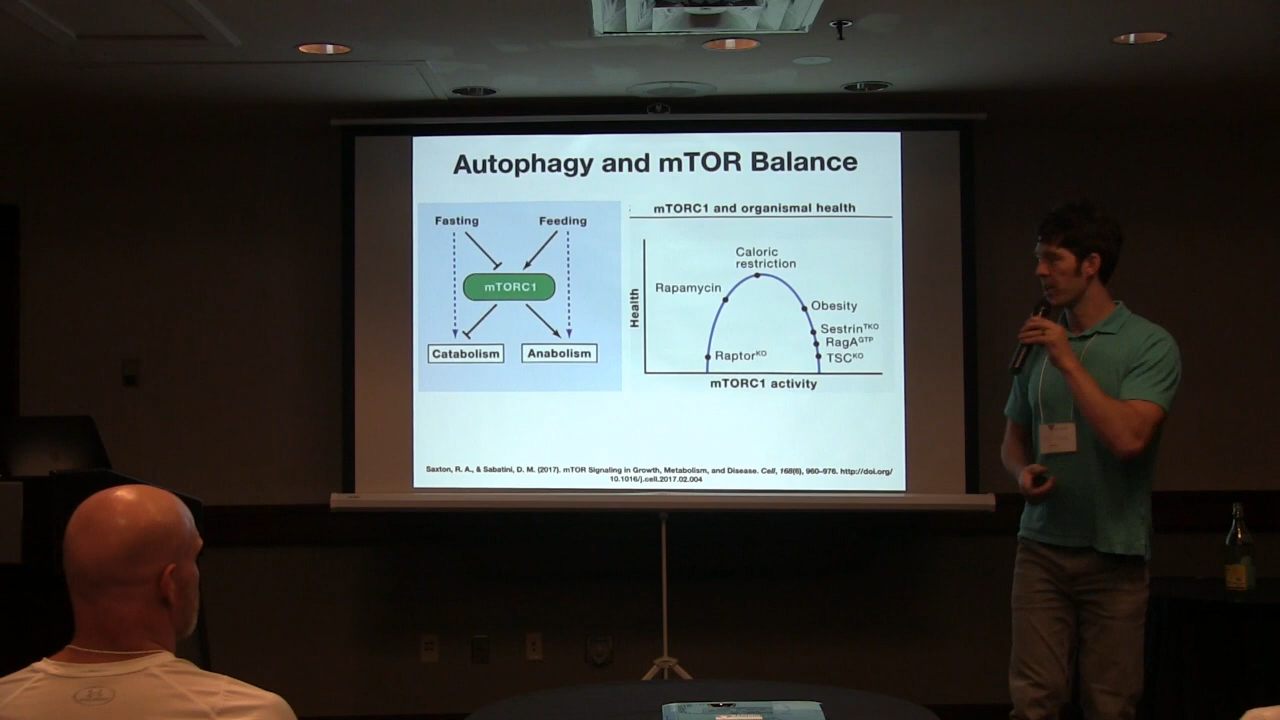 Autophagy and mTOR Balance
Fasting
Feeding
mTORC1
Catabolism
Anabolism
mTORC1 and organismal health
Health
Caloric
restriction
Rapamycin
Obesity
SestrinTKO
RagAGTP
RaptorKO
TSCKO
mTORC1 activity
Saxton, R. A., & Sabatini, D. M. (2017). mTOR Signaling in Growth, Metabolism, and Disease. Cell, 168(6), 960–976. http://doi.org/
10.1016/j.cell.2017.02.004